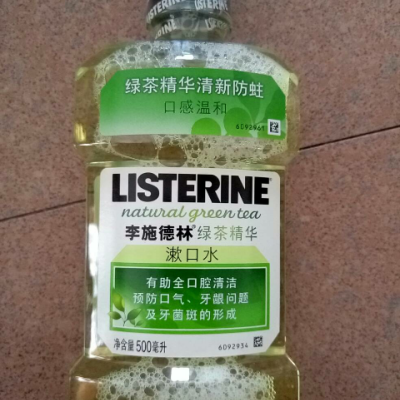 LISTERINE
绿茶精华清新防蛀
口感温和
LISTERINE®
natural green tea
李施德林®绿茶精华
漱口水
有助全口腔清洁
预防口气、牙龈问题
及牙菌斑的形成
净含量 500毫升
6092934